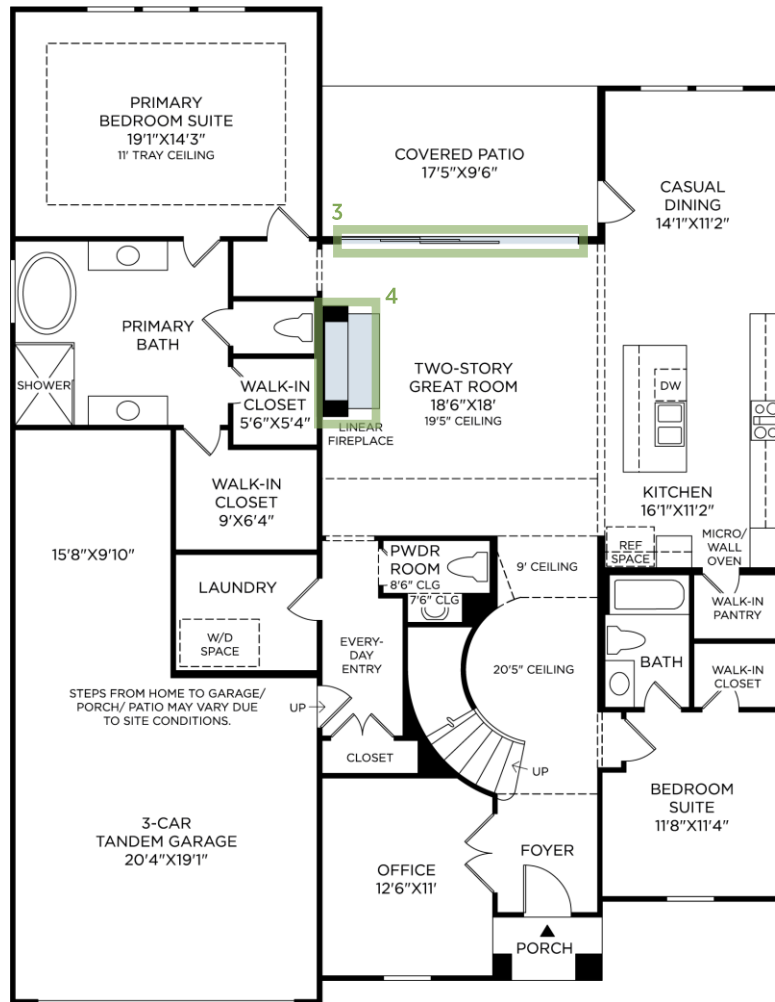 PRIMARY
BEDROOM SUITE
19'1"X14'3"
11' TRAY CEILING
COVERED PATIO
17'5"X9'6"
CASUAL
DINING
14'1"X11'2"
3
4
PRIMARY
BATH
SHOWER
WALK-IN
CLOSET
5'6"X5'4"
LINEAR
FIREPLACE
TWO-STORY
GREAT ROOM
18'6"X18'
19'5" CEILING
DW
KITCHEN
16'1"X11'2"
WALK-IN
CLOSET
9'X6'4"
15'8"X9'10"
LAUNDRY
W/D
SPACE
PWDR
ROOM
8'6" CLG
7'6" CLG
9' CEILING
REF
SPACE
MICRO/
WALL
OVEN
WALK-IN
PANTRY
EVERY-
DAY
ENTRY
20'5" CEILING
BATH
WALK-IN
CLOSET
STEPS FROM HOME TO GARAGE/
PORCH/ PATIO MAY VARY DUE
TO SITE CONDITIONS.
UP
CLOSET
UP
BEDROOM
SUITE
11'8"X11'4"
3-CAR
TANDEM GARAGE
20'4"X19'1"
OFFICE
12'6"X11'
FOYER
PORCH